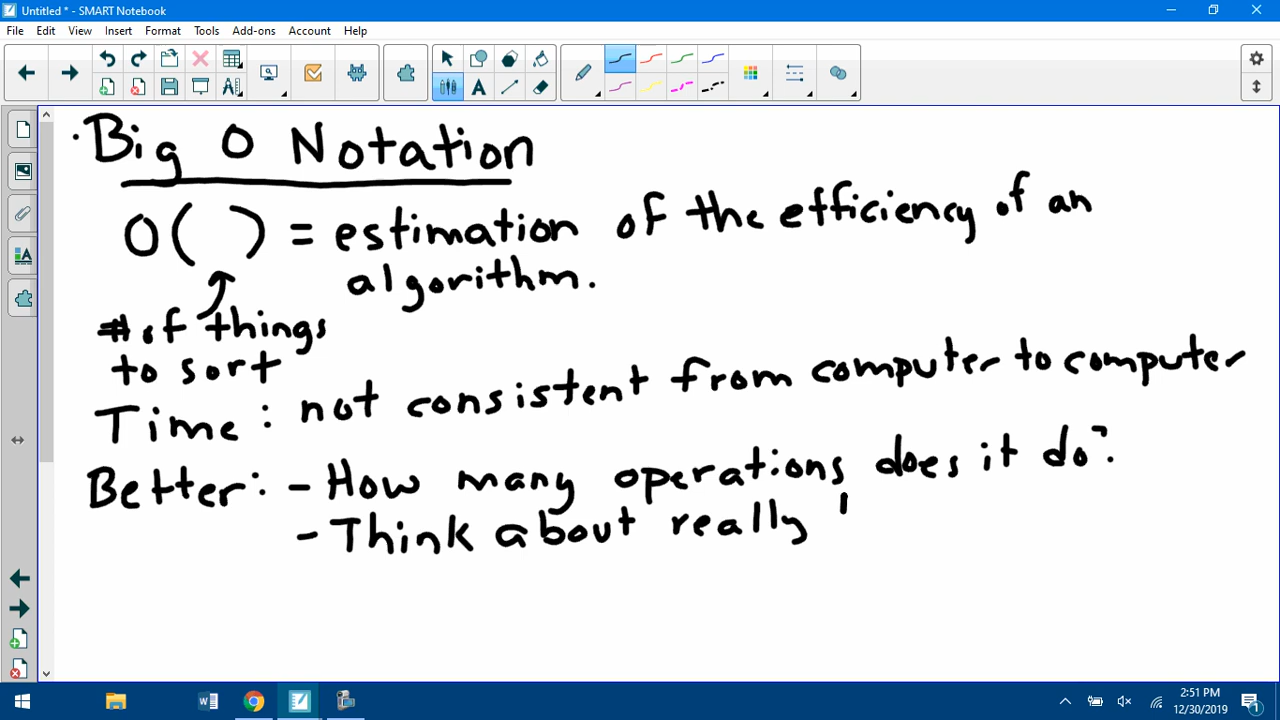 Untitled * - SMART Notebook
File Edit View Insert Format Tools Add-ons Account Help
Big O Notation
O( ) = estimation of the efficiency of an
algorithm.
# of things
to sort
Time: not consistent from computer to computer
Better: - How many operations does it do?
- Think about really
2:51 PM
12/30/2019